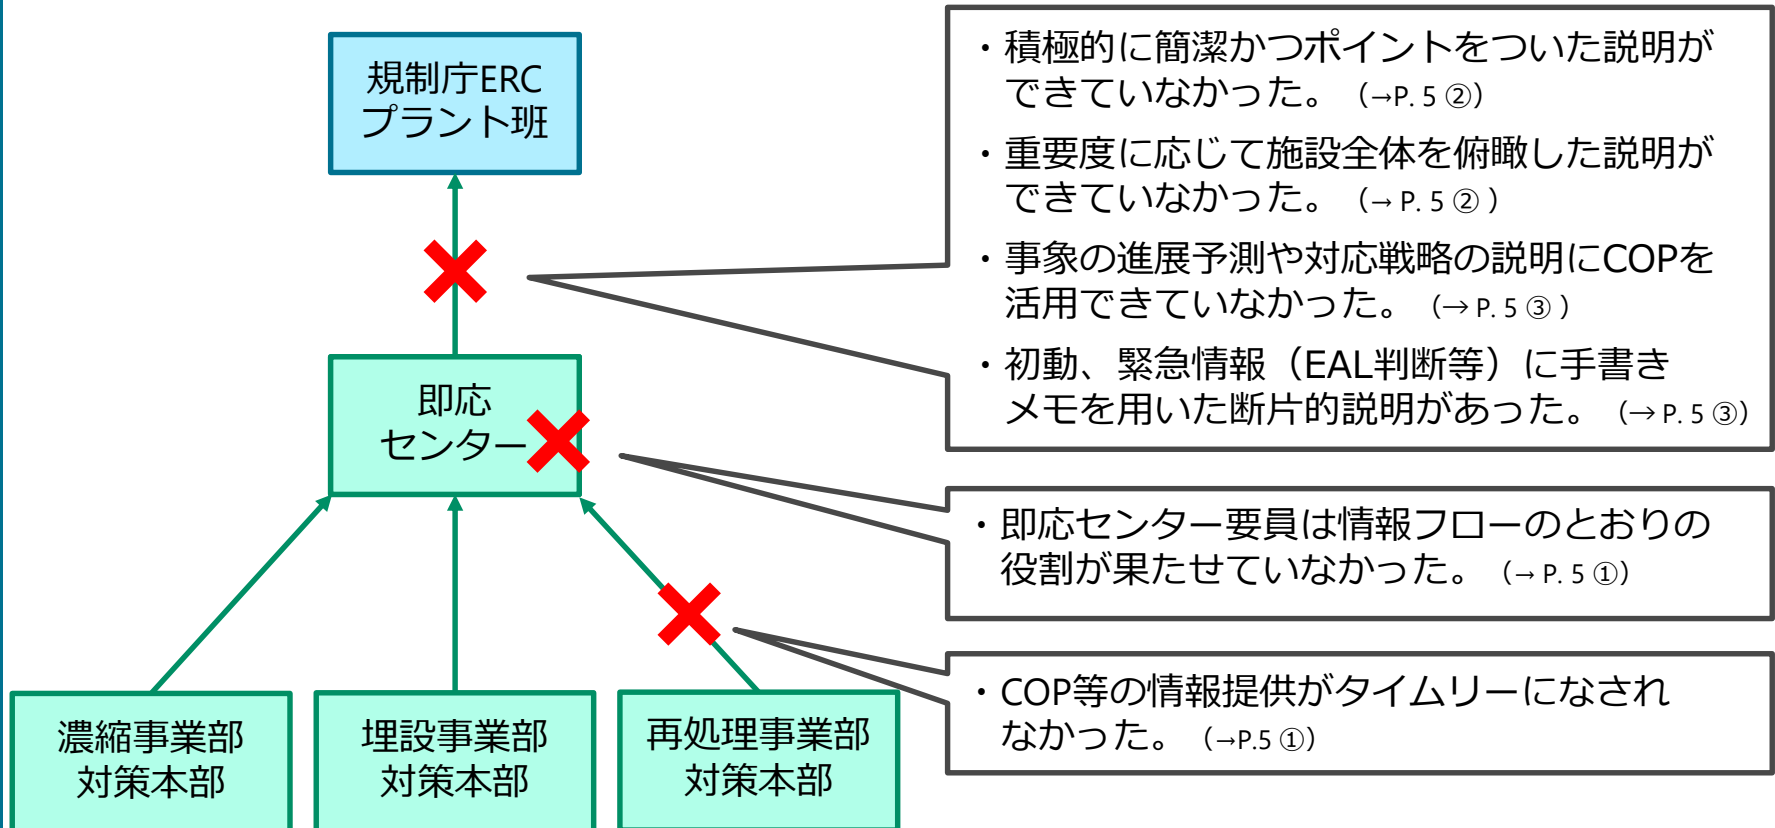 規制庁ERC
プラント班
・積極的に簡潔かつポイントをついた説明が
できていなかった。（→P. 5 ②）
・重要度に応じて施設全体を俯瞰した説明が
できていなかった。（→ P. 5 ② ）
・事象の進展予測や対応戦略の説明にCOPを
活用できていなかった。（→ P. 5 ③ ）
・初動、緊急情報（EAL判断等）に手書き
メモを用いた断片的説明があった。（→ P. 5 ③）
即応
センター
・即応センター要員は情報フローのとおりの
役割が果たせていなかった。（→ P. 5 ①）
・COP等の情報提供がタイムリーになされ
なかった。（→P.5 ①）
濃縮事業部
対策本部
埋設事業部
対策本部
再処理事業部
対策本部